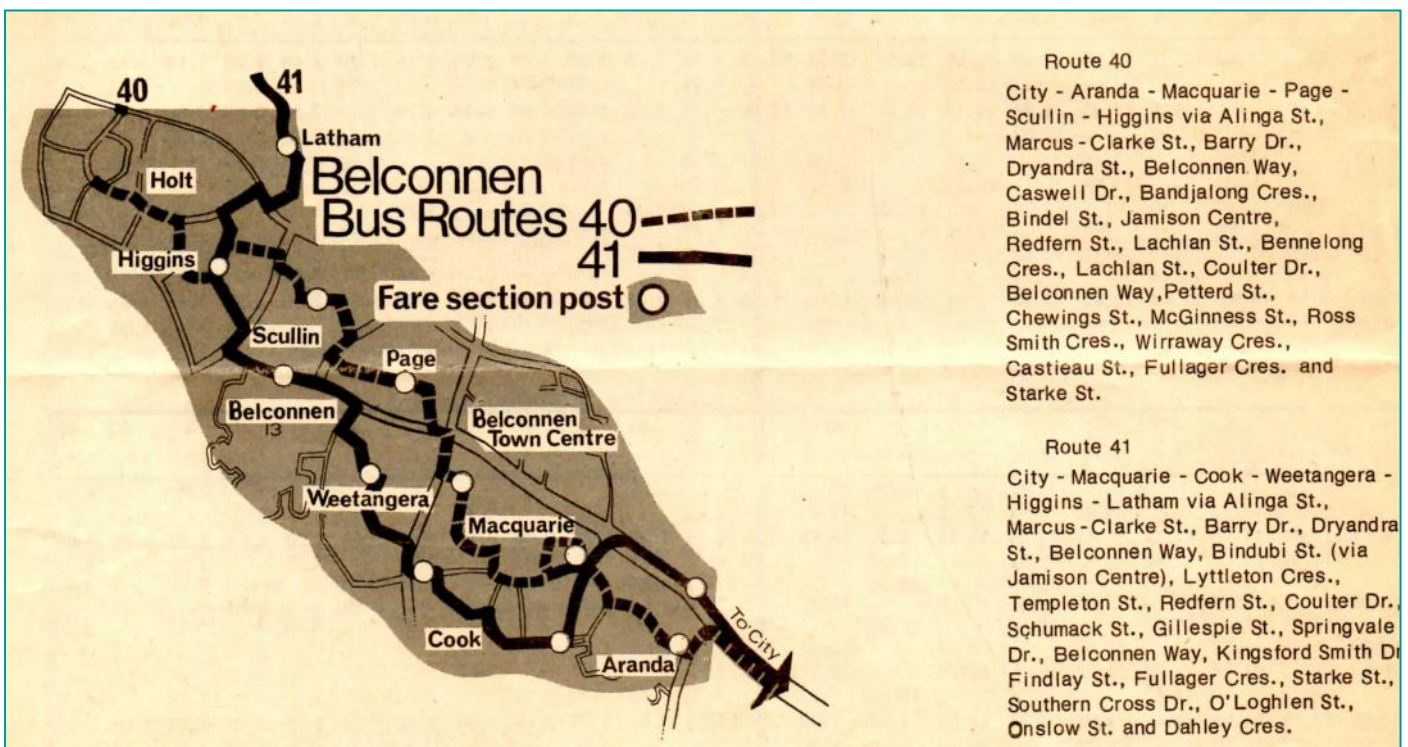 40
41
Latham
Belconnen
Bus Routes 40
41
Fare section post
Holt
Higgins
Scullin
Page
Belconnen
13
Belconnen
Town Centre
Weetangera
Macquarie
Cook
Aranda
To City
Route 40
City - Aranda - Macquarie - Page -
Scullin - Higgins via Alinga St.,
Marcus-Clarke St., Barry Dr.,
Dryandra St., Belconnen Way,
Caswell Dr., Bandjalong Cres.,
Bindel St., Jamison Centre,
Redfern St., Lachlan St., Bennelong
Cres., Lachlan St., Coulter Dr.,
Belconnen Way,Petterd St.,
Chewings St., McGinness St., Ross
Smith Cres., Wirraway Cres.,
Castieau St., Fullager Cres. and
Starke St.
Route 41
City - Macquarie - Cook - Weetangera -
Higgins - Latham via Alinga St.,
Marcus-Clarke St., Barry Dr., Dryandra
St., Belconnen Way, Bindubi St. (via
Jamison Centre), Lyttleton Cres.,
Templeton St., Redfern St., Coulter Dr.,
Schumack St., Gillespie St., Springvale
Dr., Belconnen Way, Kingsford Smith Dr
Findlay St., Fullager Cres., Starke St.,
Southern Cross Dr., O'Loghlen St.,
Onslow St. and Dahley Cres.